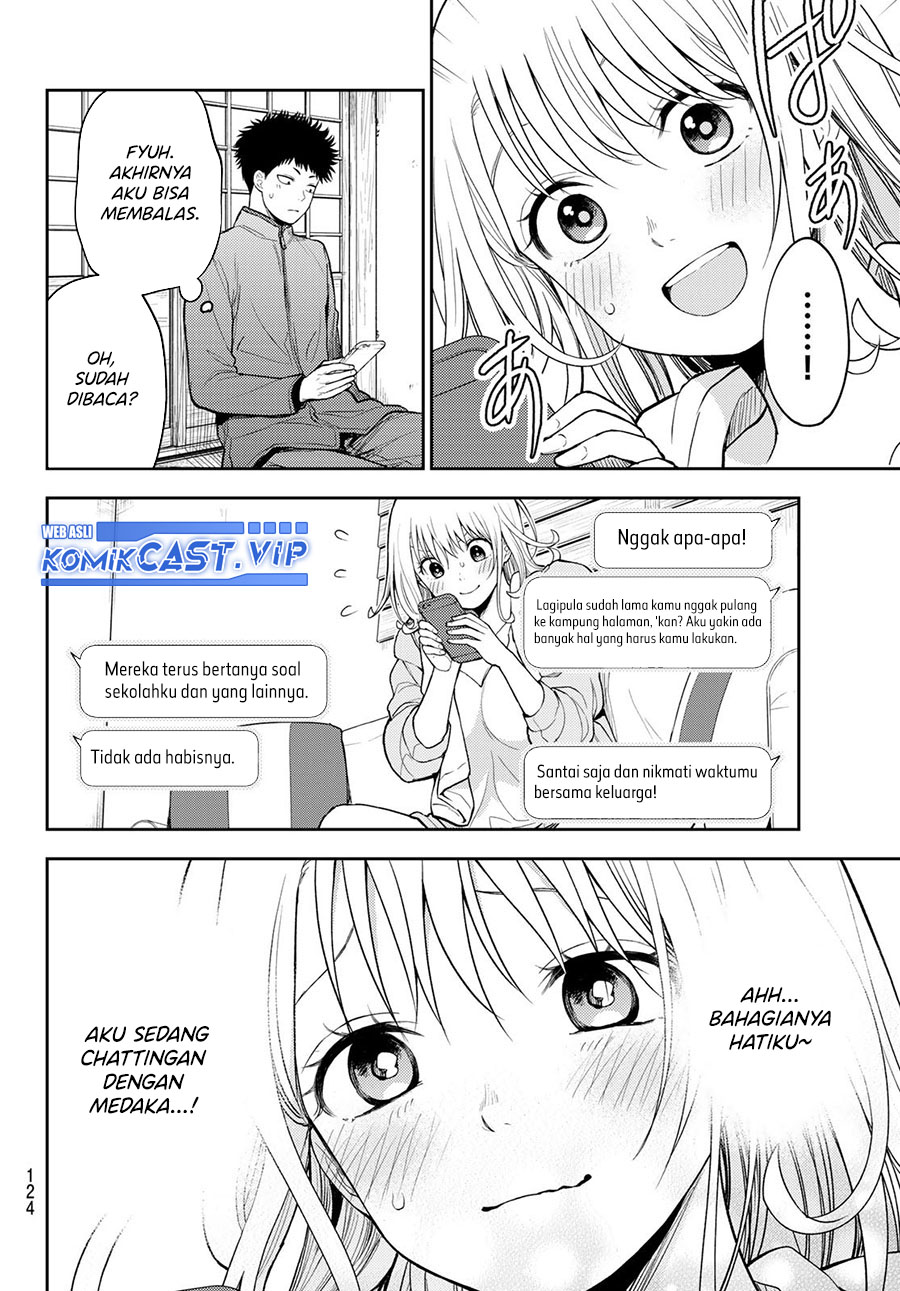 ぱ
あ
あ
………!
FYUH.
AKHIRNYA
AKU BISA
MEMBALAS.
OH,
SUDAH
DIBACA?
WEB ASLI
KOMIKCAST.VIP
Nggak apa-apa!
Lagipula sudah lama kamu nggak pulang
ke kampung halaman, 'kan? Aku yakin ada
banyak hal yang harus kamu lakukan.
Mereka terus bertanya soal
sekolahku dan yang lainnya.
Tidak ada habisnya.
Santai saja dan nikmati waktumu
bersama keluarga!
AHH...
BAHAGIANYA
HATIKU~
AKU SEDANG
CHATTINGAN
DENGAN
MEDAKA...!
124